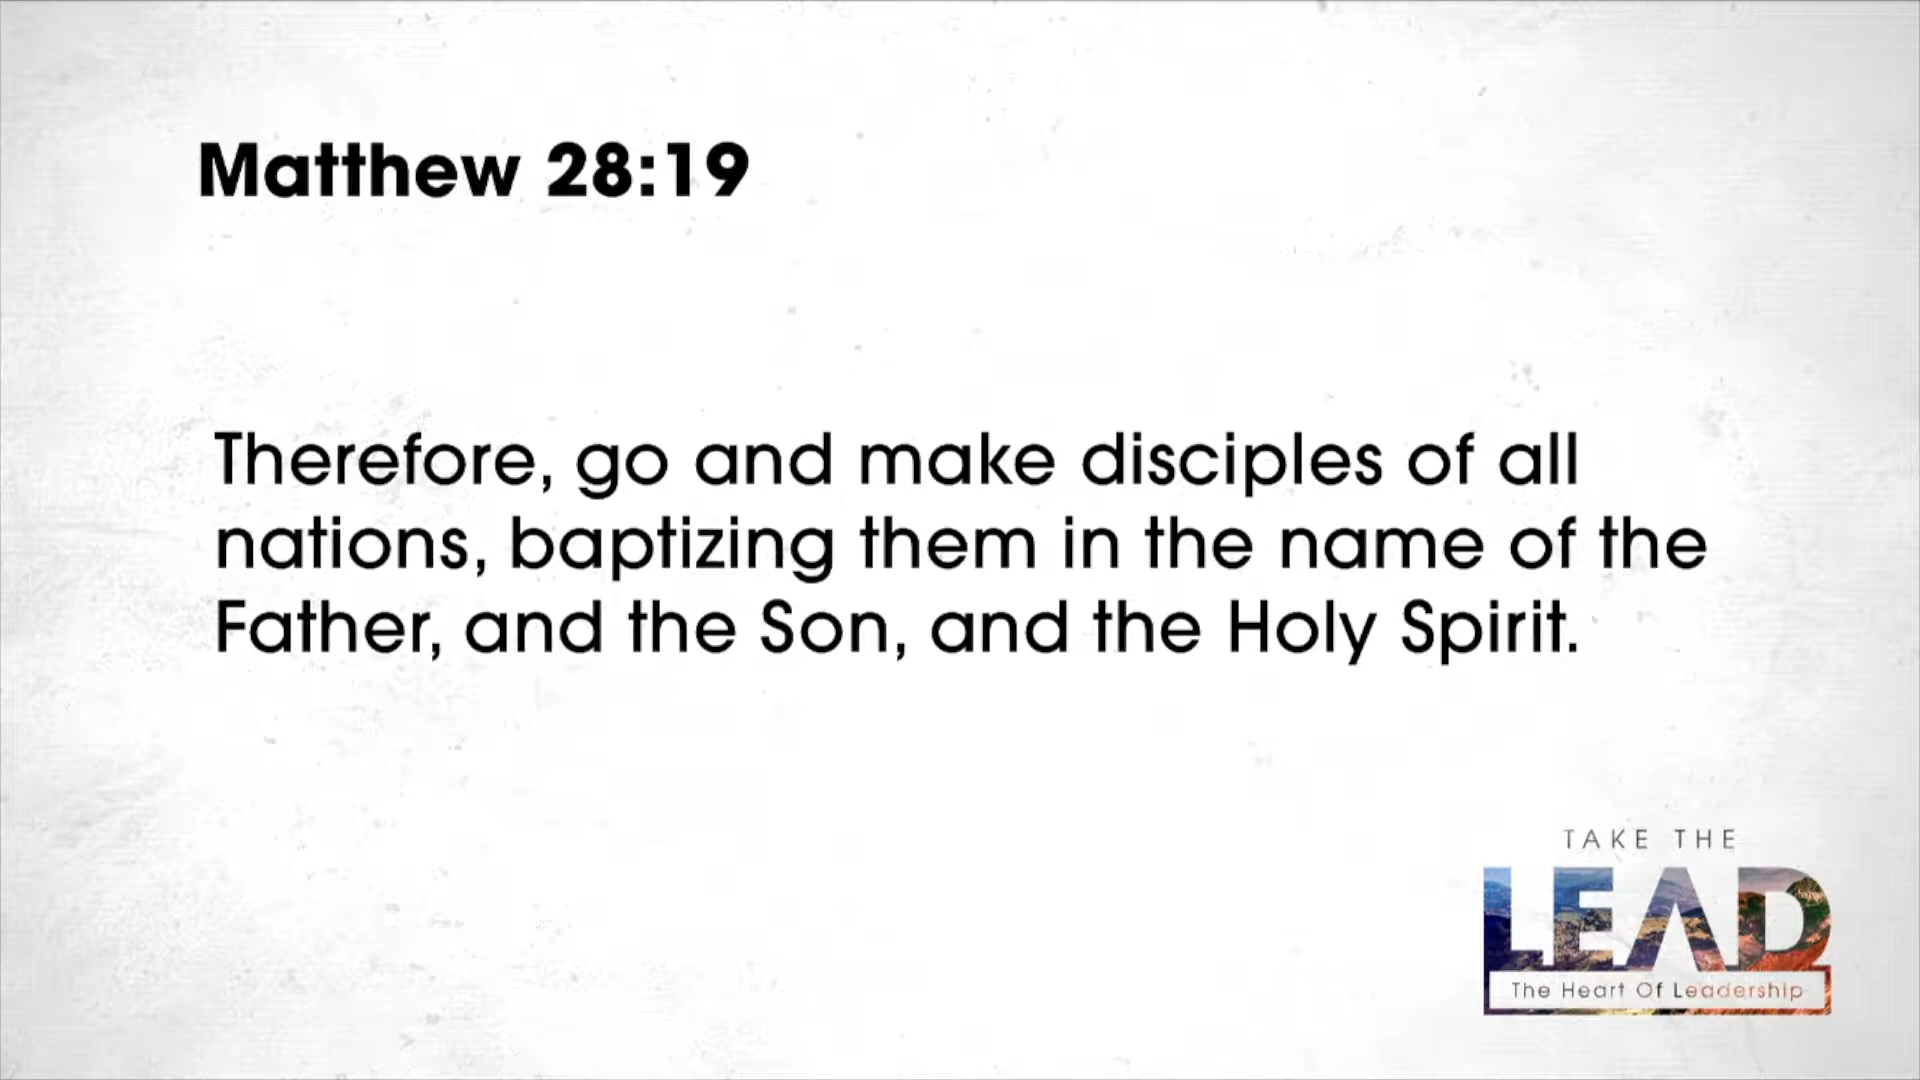 Matthew 28:19
Therefore, go and make disciples of all
nations, baptizing them in the name of the
Father, and the Son, and the Holy Spirit.
TAKE THE
LEAD
The Heart Of Leadership